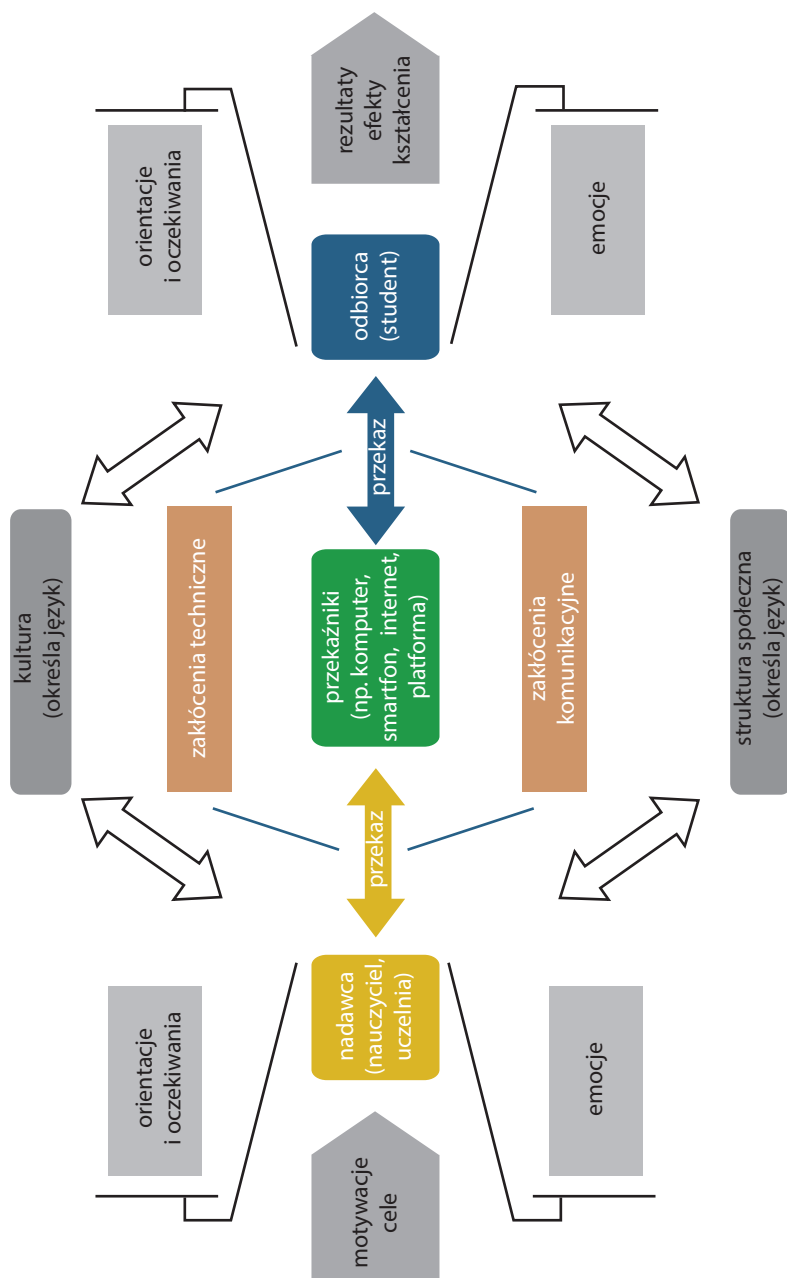 kultura
(określa język)
orientacje
i oczekiwania
zakłócenia techniczne
orientacje
i oczekiwania
motywacje
cele
nadawca
(nauczyciel,
uczelnia)
przekaz
przekaźniki
(np. komputer,
smartfon, internet,
platforma)
przekaz
odbiorca
(student)
rezultaty
efekty
kształcenia
emocje
zakłócenia
komunikacyjne
emocje
struktura społeczna
(określa język)